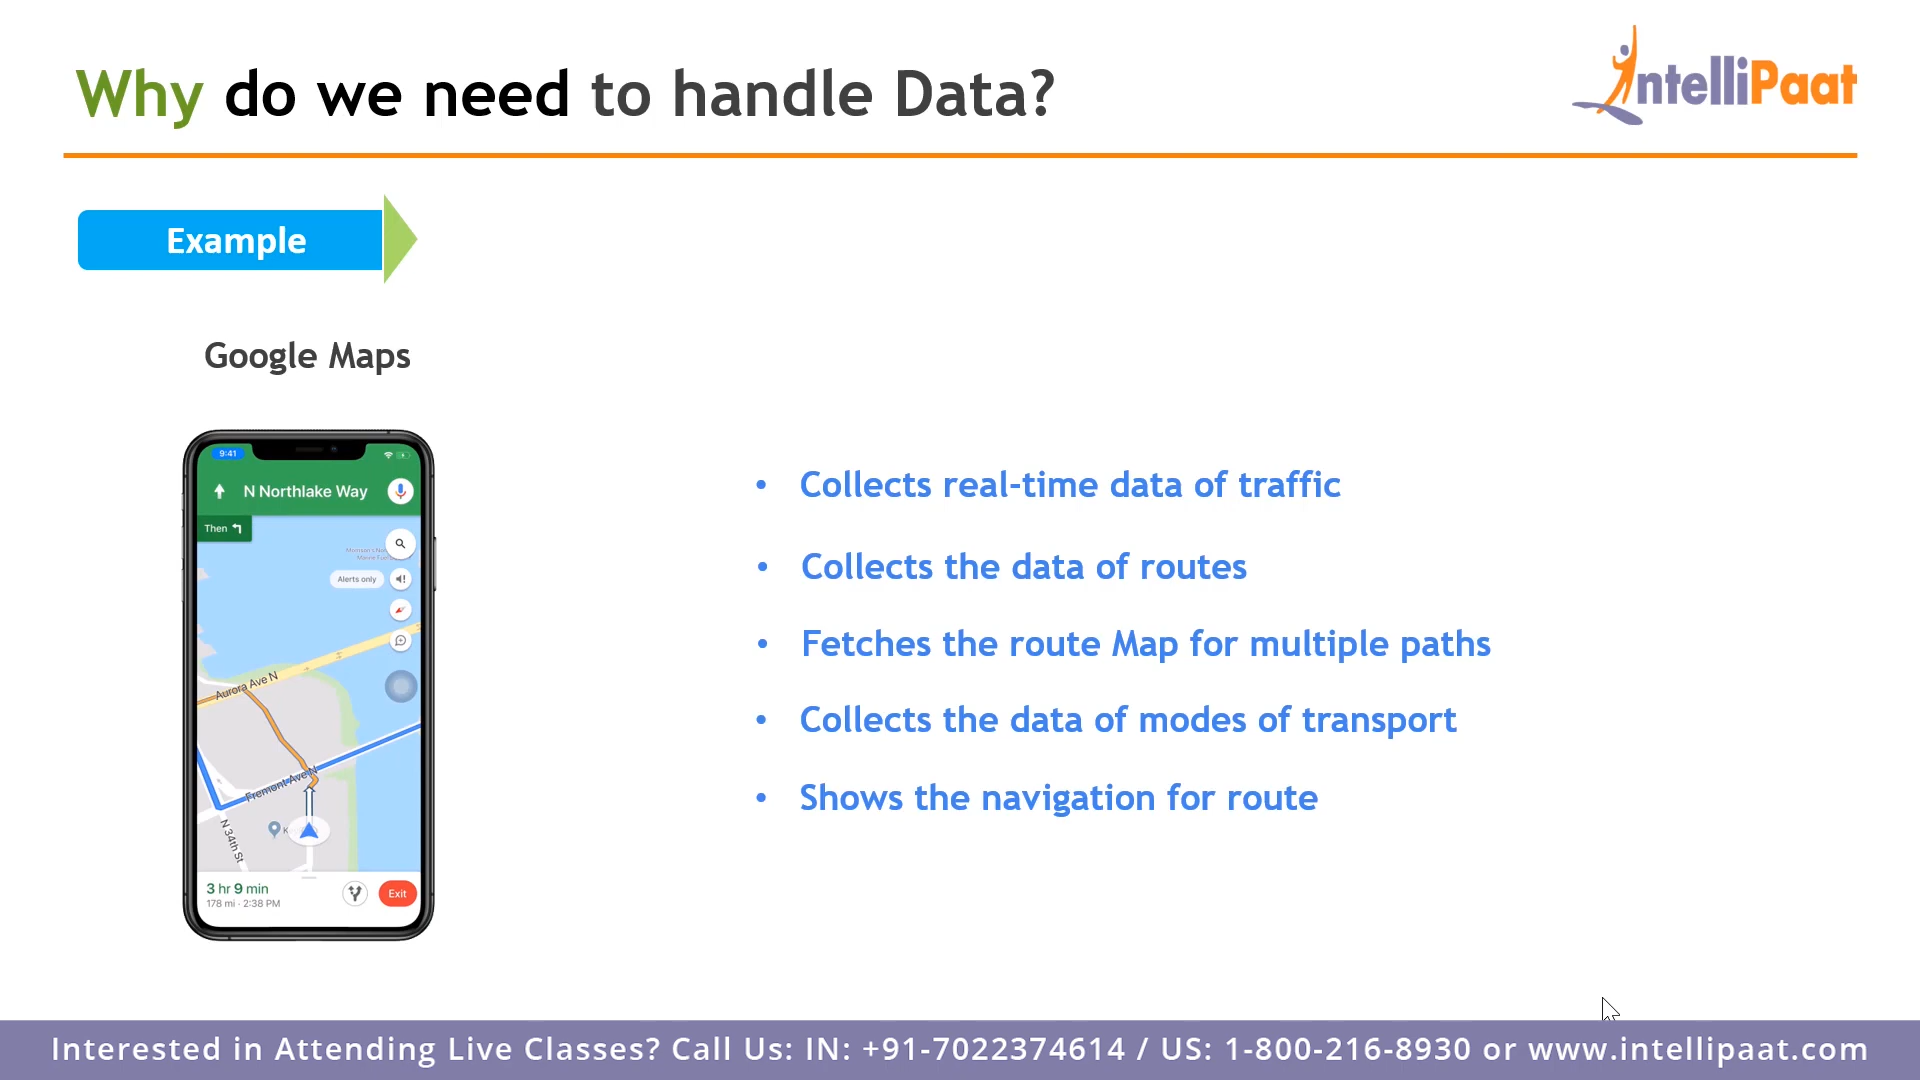 Why do we need to handle Data?
IntelliPaat
Example
Google Maps
9:41
N Northlake Way
Then
Alerts only
Aurora Ave N
Fremont Ave N
N 34th St
3 hr 9 min
178 mi · 2:38 PM
Exit
• Collects real-time data of traffic
• Collects the data of routes
• Fetches the route Map for multiple paths
• Collects the data of modes of transport
• Shows the navigation for route
Interested in Attending Live Classes? Call Us: IN: +91-7022374614 / US: 1-800-216-8930 or www.intellipaat.com